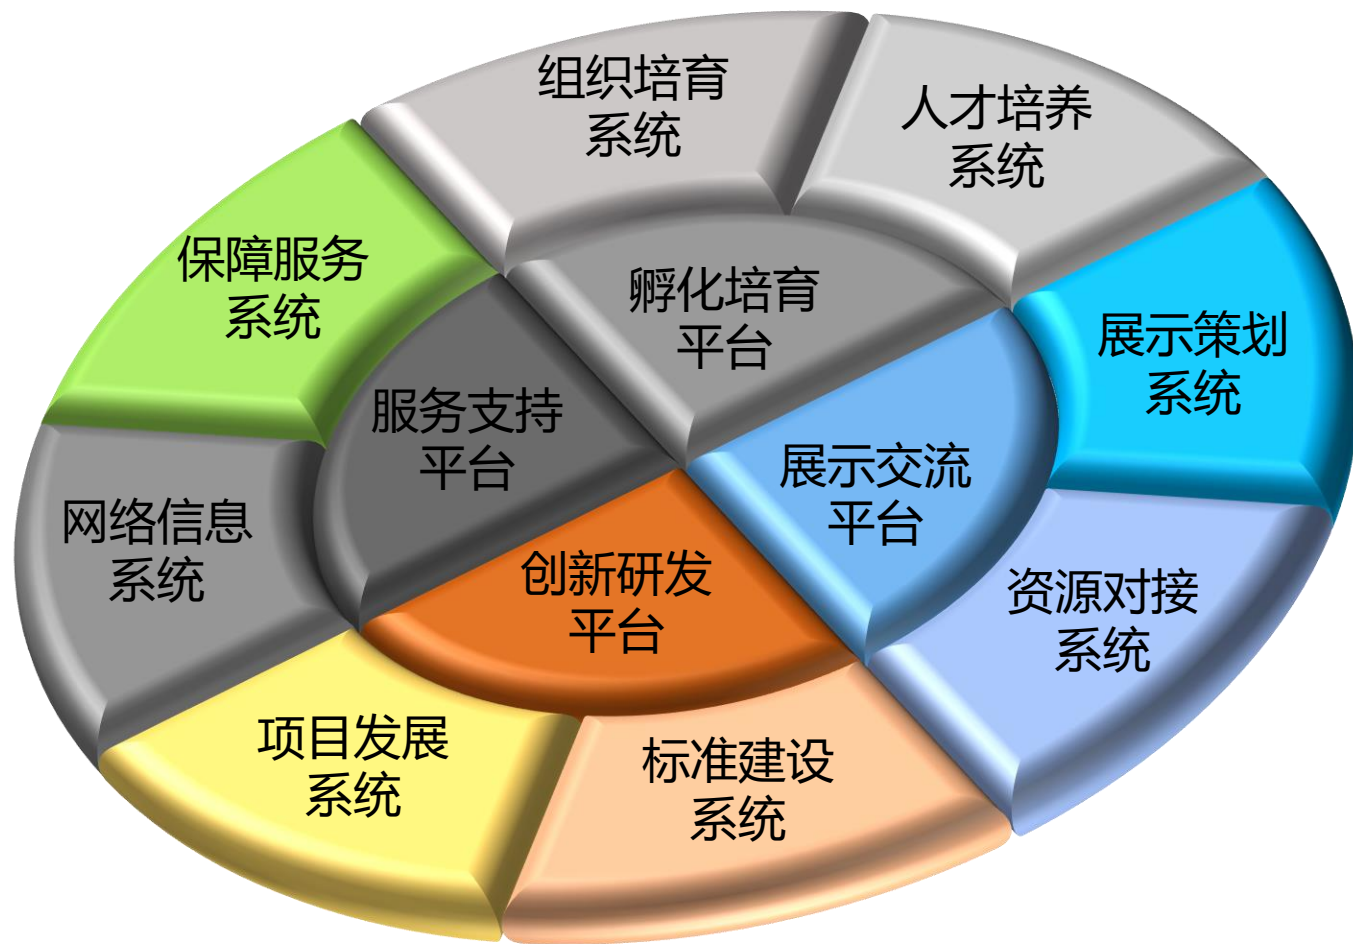 组织培育
系统
人才培养
系统
保障服务
系统
孵化培育
平台
展示策划
系统
服务支持
平台
展示交流
平台
网络信息
系统
创新研发
平台
资源对接
系统
项目发展
系统
标准建设
系统